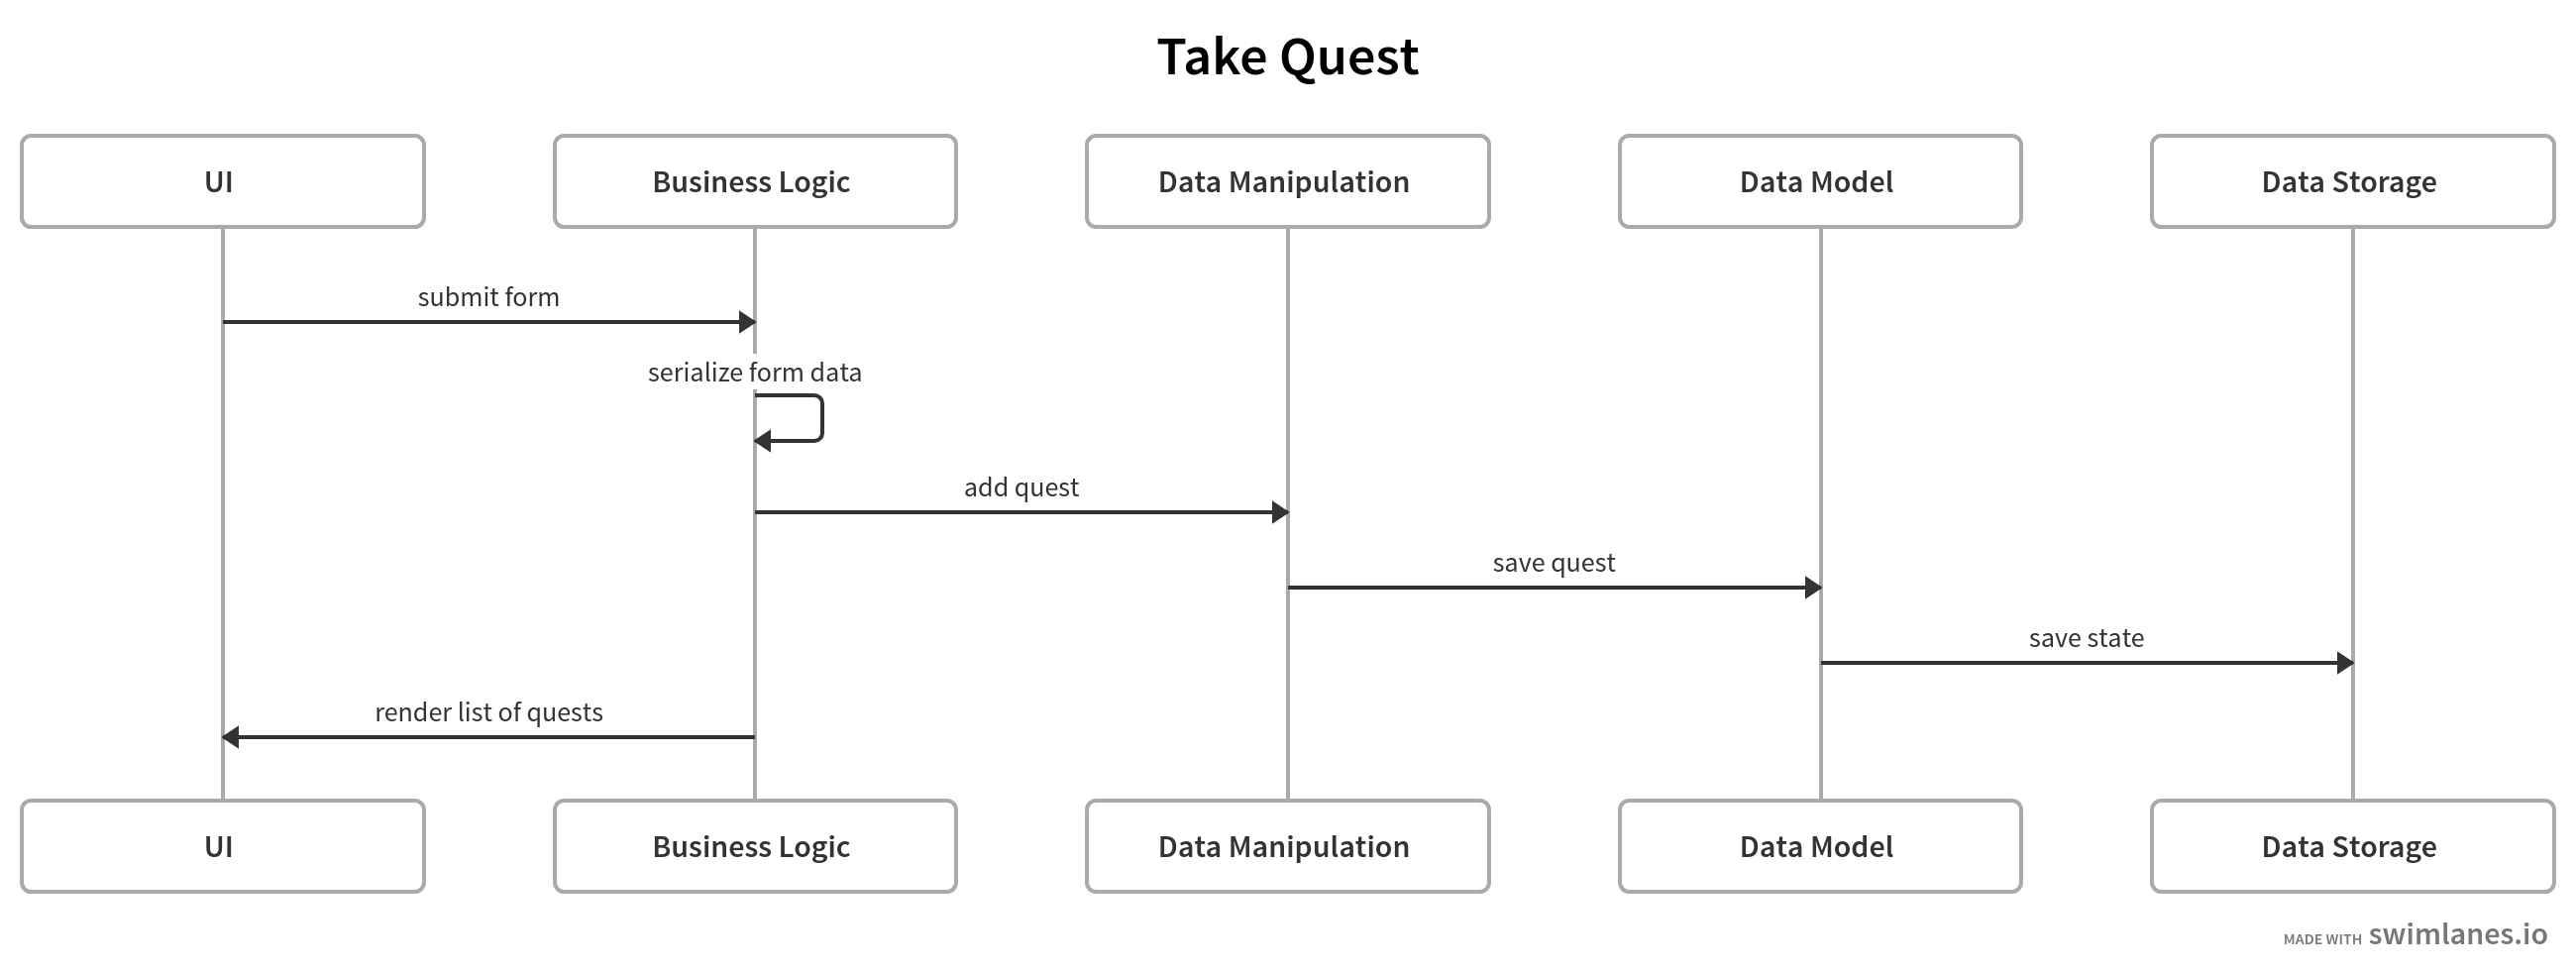 Take Quest
UI
Business Logic
Data Manipulation
Data Model
Data Storage
submit form
serialize form data
add quest
save quest
save state
render list of quests
UI
Business Logic
Data Manipulation
Data Model
Data Storage
MADE WITH swimlanes.io